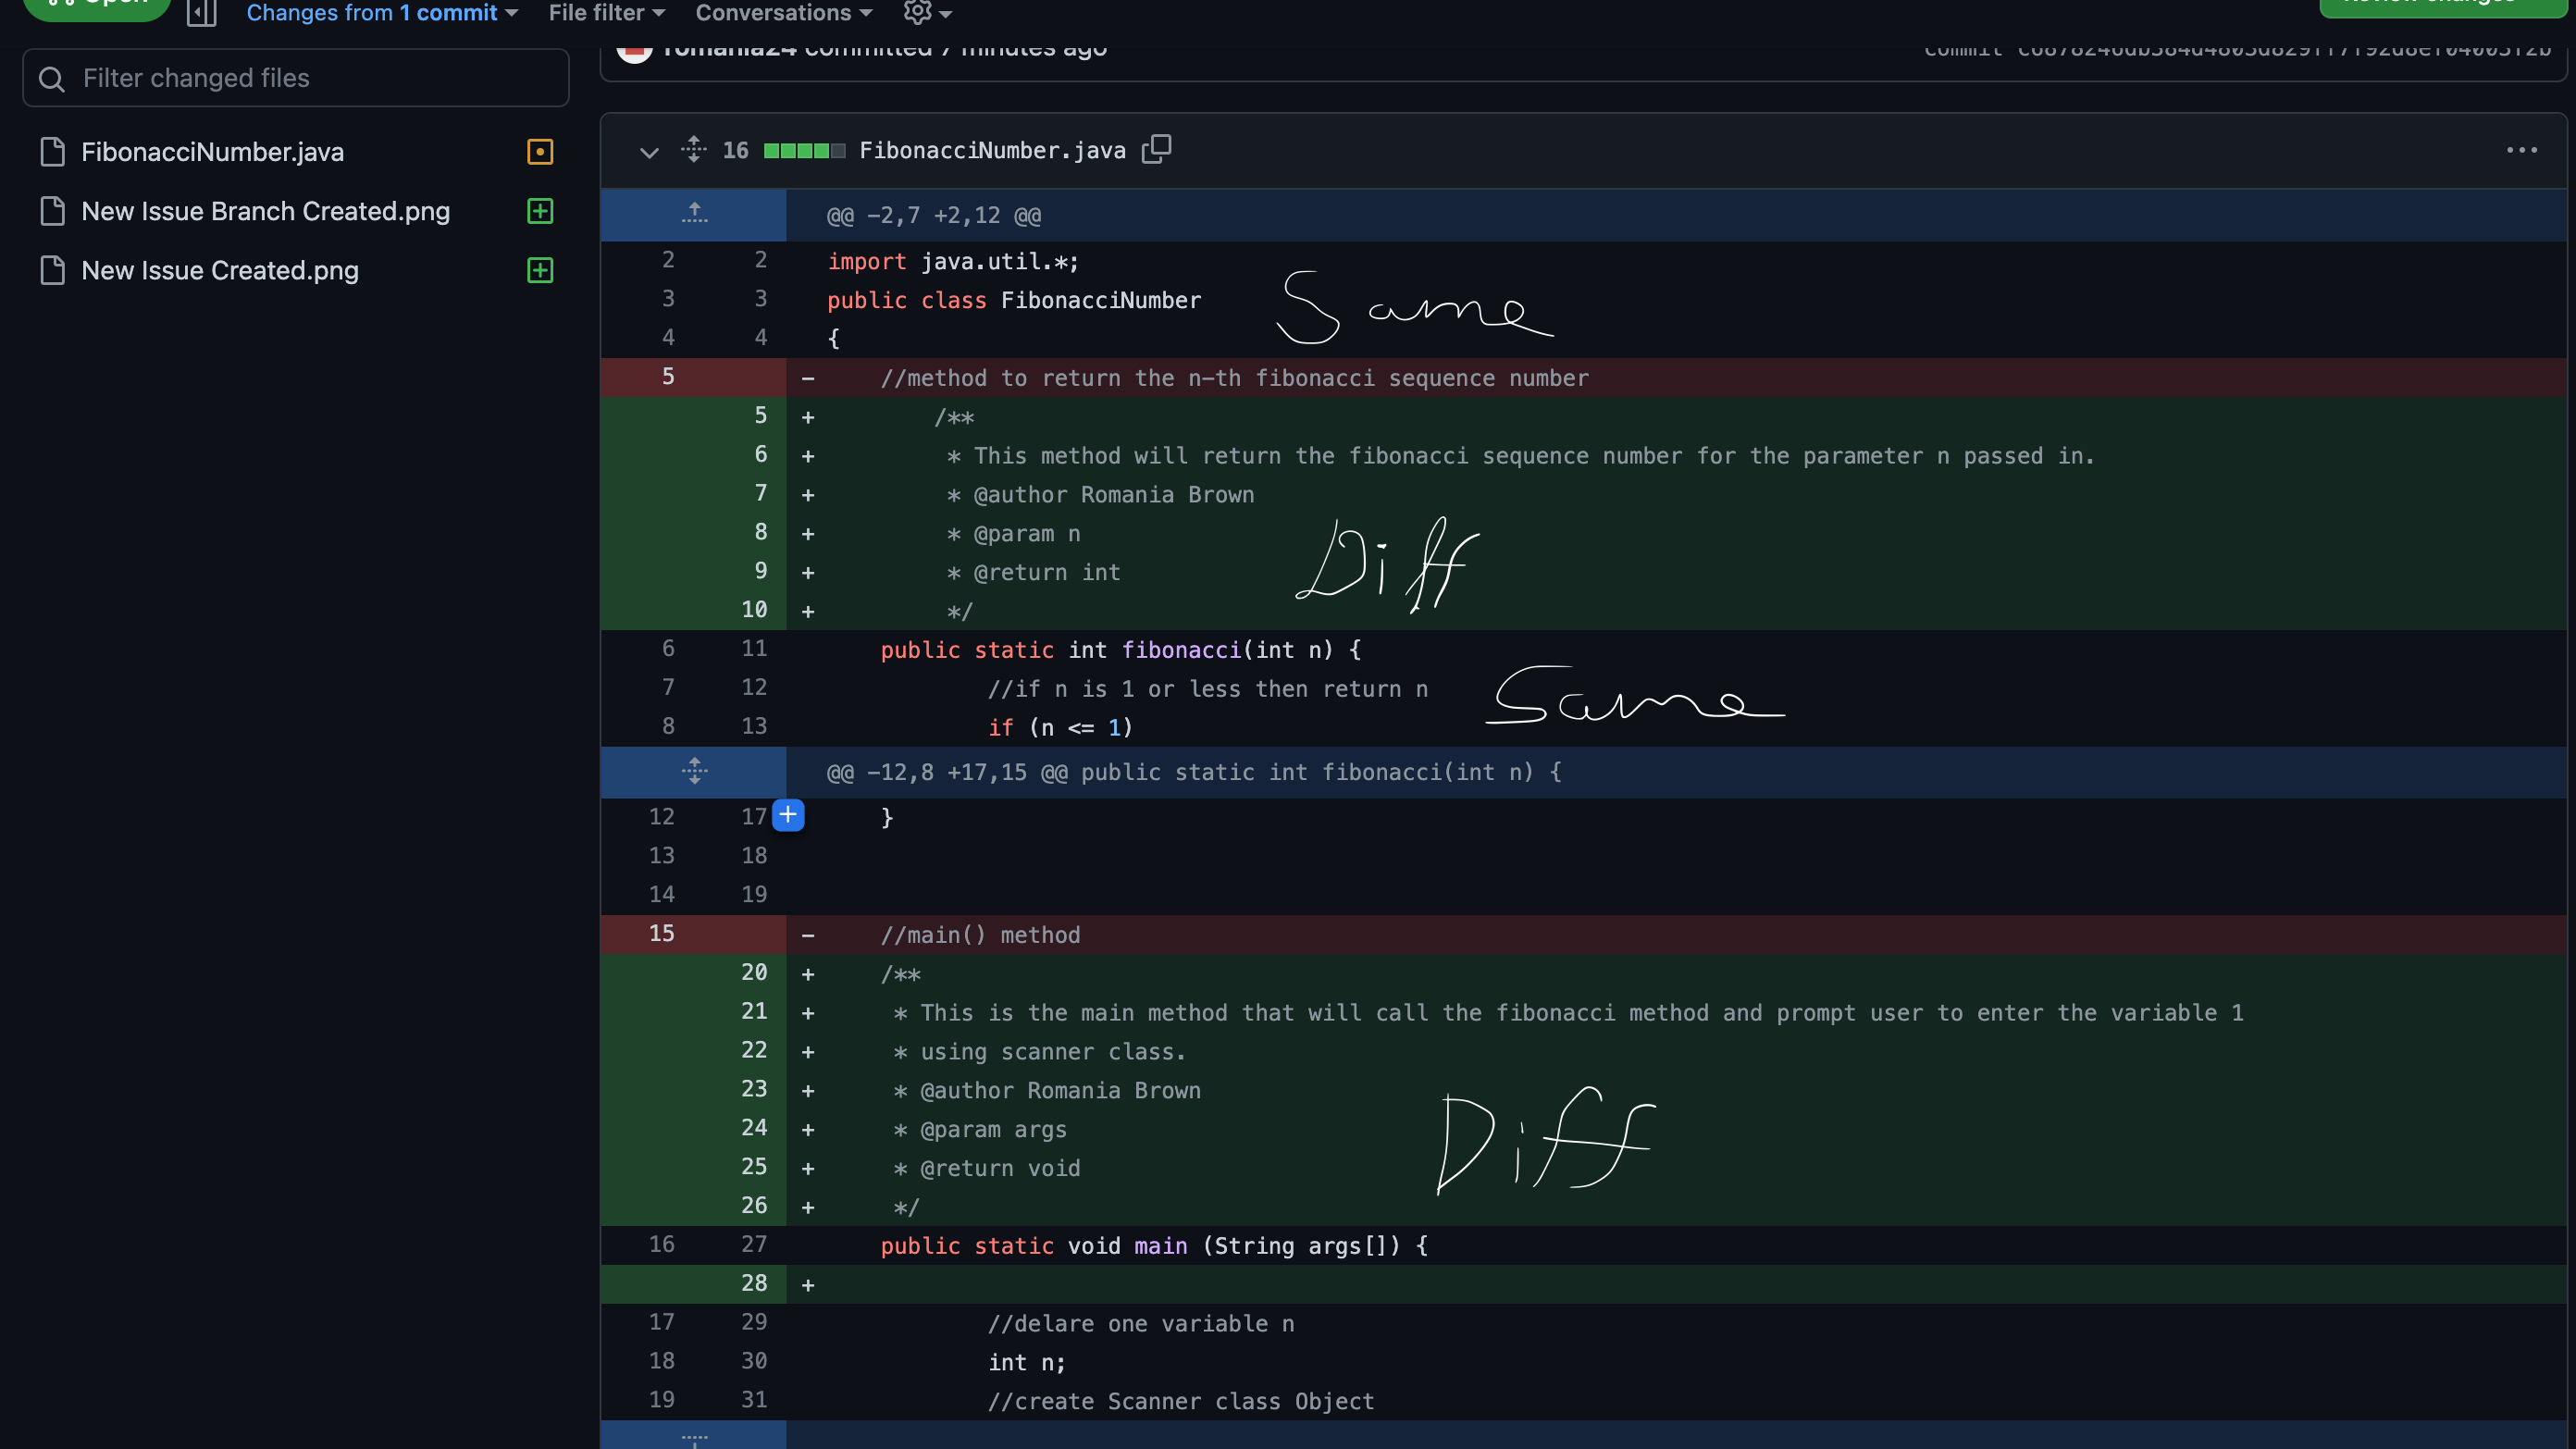 Open
Changes from 1 commit
File filter
Conversations
Review changes
romania24 committed 7 minutes ago
commit
Filter changed files
FibonacciNumber.java
New Issue Branch Created.png
New Issue Created.png
16 FibonacciNumber.java
@@ -2,7 +2,12 @@
2 2 import java.util.*;
3 3 public class FibonacciNumber
4 4 {
Same
5 - //method to return the n-th fibonacci sequence number
5 + /**
6 + * This method will return the fibonacci sequence number for the parameter n passed in.
7 + * @author Romania Brown
8 + * @param n
9 + * @return int
10 + */
Diff
6 11 public static int fibonacci(int n) {
7 12 //if n is 1 or less then return n
8 13 if (n <= 1)
Same
@@ -12,8 +17,15 @@ public static int fibonacci(int n) {
12 17 + }
13 18
14 19
15 - //main() method
20 + /**
21 + * This is the main method that will call the fibonacci method and prompt user to enter the variable 1
22 + * using scanner class.
23 + * @author Romania Brown
24 + * @param args
25 + * @return void
26 + */
Diff
16 27 public static void main (String args[]) {
28 +
17 29 //delare one variable n
18 30 int n;
19 31 //create Scanner class Object